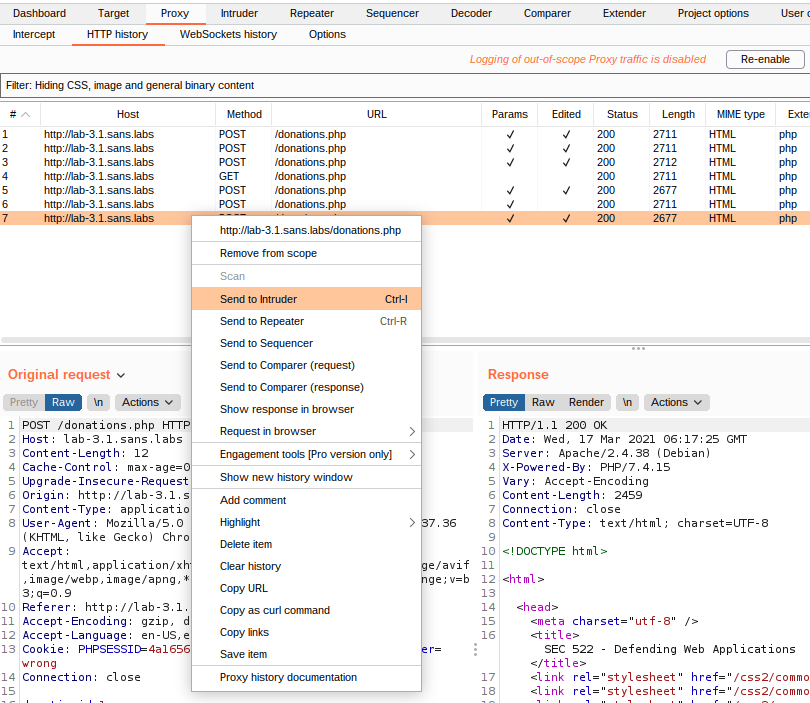 Dashboard Target Proxy Intruder Repeater Sequencer Decoder Comparer Extender Project options User
Intercept HTTP history WebSockets history Options
Logging of out-of-scope Proxy traffic is disabled Re-enable
Filter: Hiding CSS, image and general binary content
# Host Method URL Params Edited Status Length MIME type Exte
1 http://lab-3.1.sans.labs POST /donations.php ✓ ✓ 200 2711 HTML php
2 http://lab-3.1.sans.labs POST /donations.php ✓ ✓ 200 2711 HTML php
3 http://lab-3.1.sans.labs POST /donations.php ✓ ✓ 200 2712 HTML php
4 http://lab-3.1.sans.labs GET /donations.php 200 2711 HTML php
5 http://lab-3.1.sans.labs POST /donations.php ✓ ✓ 200 2677 HTML php
6 http://lab-3.1.sans.labs POST /donations.php ✓ 200 2711 HTML php
7 http://lab-3.1.sans.labs ✓ ✓ 200 2677 HTML php
http://lab-3.1.sans.labs/donations.php
Remove from scope
Scan
Send to Intruder Ctrl-I
Send to Repeater Ctrl-R
Send to Sequencer
Send to Comparer (request)
Send to Comparer (response)
Show response in browser
Request in browser
Engagement tools [Pro version only]
Show new history window
Add comment
Highlight
Delete item
Clear history
Copy URL
Copy as curl command
Copy links
Save item
Proxy history documentation
Original request
Pretty Raw \n Actions
1 POST /donations.php HTTP
2 Host: lab-3.1.sans.labs
3 Content-Length: 12
4 Cache-Control: max-age=0
5 Upgrade-Insecure-Request
6 Origin: http://lab-3.1.s
7 Content-Type: applicatio
8 User-Agent: Mozilla/5.0 37.36
(KHTML, like Gecko) Chro
9 Accept:
text/html,application/xht ge/avif
,image/webp,image/apng,* nge;v=b
3;q=0.9
10 Referer: http://lab-3.1.
11 Accept-Encoding: gzip, d
12 Accept-Language: en-US,e
13 Cookie: PHPSESSID=4a1656 er=
wrong
14 Connection: close
15
Response
Pretty Raw Render \n Actions
1 HTTP/1.1 200 OK
2 Date: Wed, 17 Mar 2021 06:17:25 GMT
3 Server: Apache/2.4.38 (Debian)
4 X-Powered-By: PHP/7.4.15
5 Vary: Accept-Encoding
6 Content-Length: 2459
7 Connection: close
8 Content-Type: text/html; charset=UTF-8
9
10 <!DOCTYPE html>
11
12 <html>
13
14 <head>
15 <meta charset="utf-8" />
16 <title>
SEC 522 - Defending Web Applications
</title>
17 <link rel="stylesheet" href="/css2/commo
18 <link rel="stylesheet" href="/css2/commo